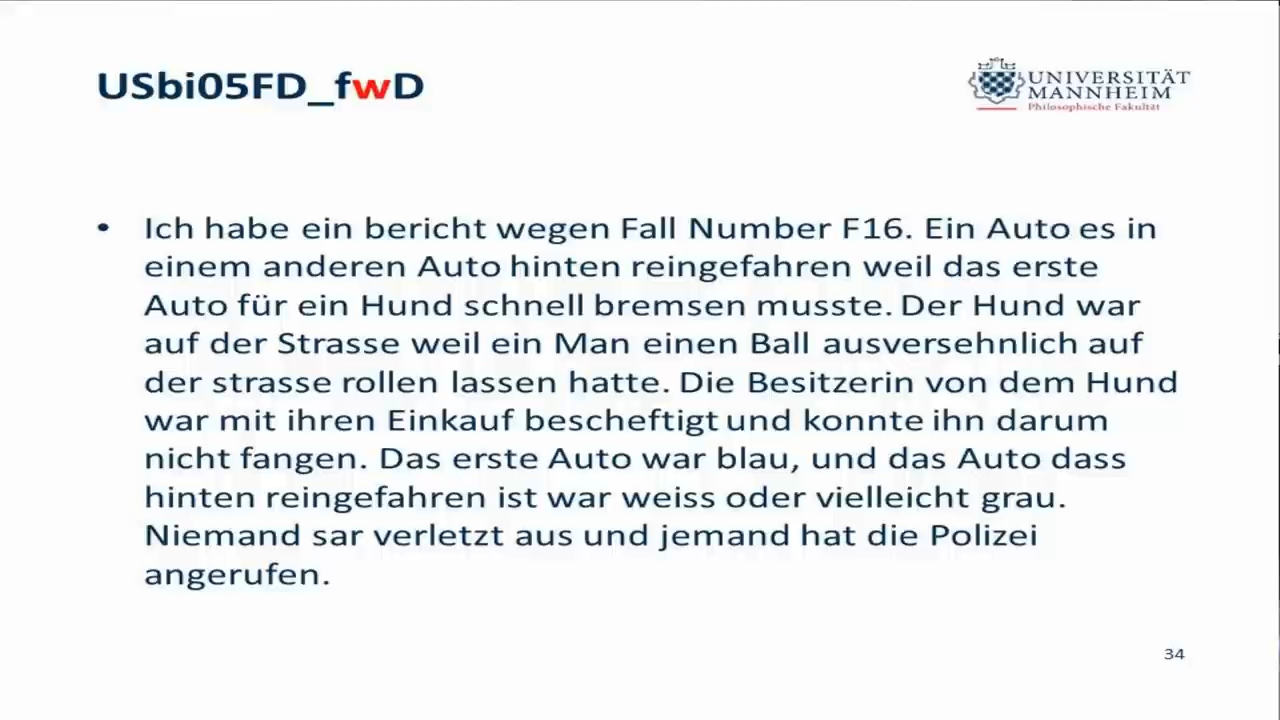 USbi05FD_fwD
UNIVERSITÄT
MANNHEIM
Philosophische Fakultät
• Ich habe ein bericht wegen Fall Number F16. Ein Auto es in
einem anderen Auto hinten reingefahren weil das erste
Auto für ein Hund schnell bremsen musste. Der Hund war
auf der Strasse weil ein Man einen Ball ausversehnlich auf
der strasse rollen lassen hatte. Die Besitzerin von dem Hund
war mit ihren Einkauf bescheftigt und konnte ihn darum
nicht fangen. Das erste Auto war blau, und das Auto dass
hinten reingefahren ist war weiss oder vielleicht grau.
Niemand sar verletzt aus und jemand hat die Polizei
angerufen.
34